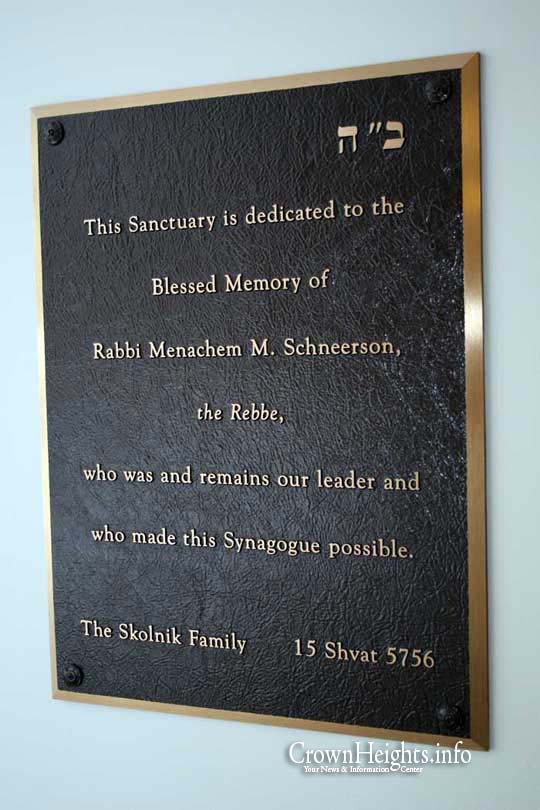 ב"ה
This Sanctuary is dedicated to the
Blessed Memory of
Rabbi Menachem M. Schneerson,
the Rebbe,
who was and remains our leader and
who made this Synagogue possible.
The Skolnik Family 15 Shvat 5756
CrownHeights.info
Your News & Information Center